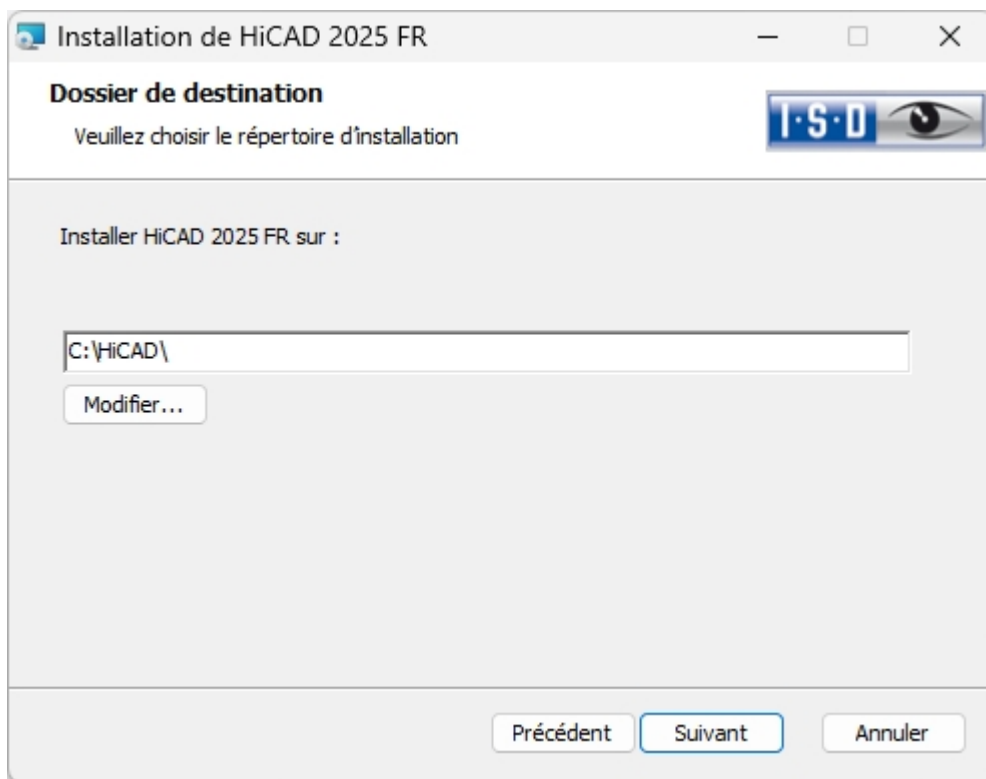 Installation de HiCAD 2025 FR
Dossier de destination
Veuillez choisir le répertoire d'installation
I·S·D
Installer HiCAD 2025 FR sur :
C:\HiCAD\
Modifier...
Précédent Suivant Annuler